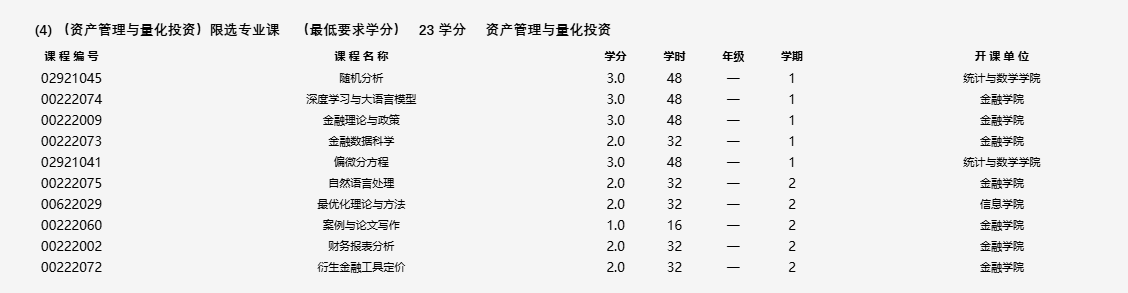 (4) （资产管理与量化投资）限选专业课 （最低要求学分） 23 学分 资产管理与量化投资
课程编号 课程名称 学分 学时 年级 学期 开课单位
02921045 随机分析 3.0 48 — 1 统计与数学学院
00222074 深度学习与大语言模型 3.0 48 — 1 金融学院
00222009 金融理论与政策 3.0 48 — 1 金融学院
00222073 金融数据科学 2.0 32 — 1 金融学院
02921041 偏微分方程 3.0 48 — 1 统计与数学学院
00222075 自然语言处理 2.0 32 — 2 金融学院
00622029 最优化理论与方法 2.0 32 — 2 信息学院
00222060 案例与论文写作 1.0 16 — 2 金融学院
00222002 财务报表分析 2.0 32 — 2 金融学院
00222072 衍生金融工具定价 2.0 32 — 2 金融学院